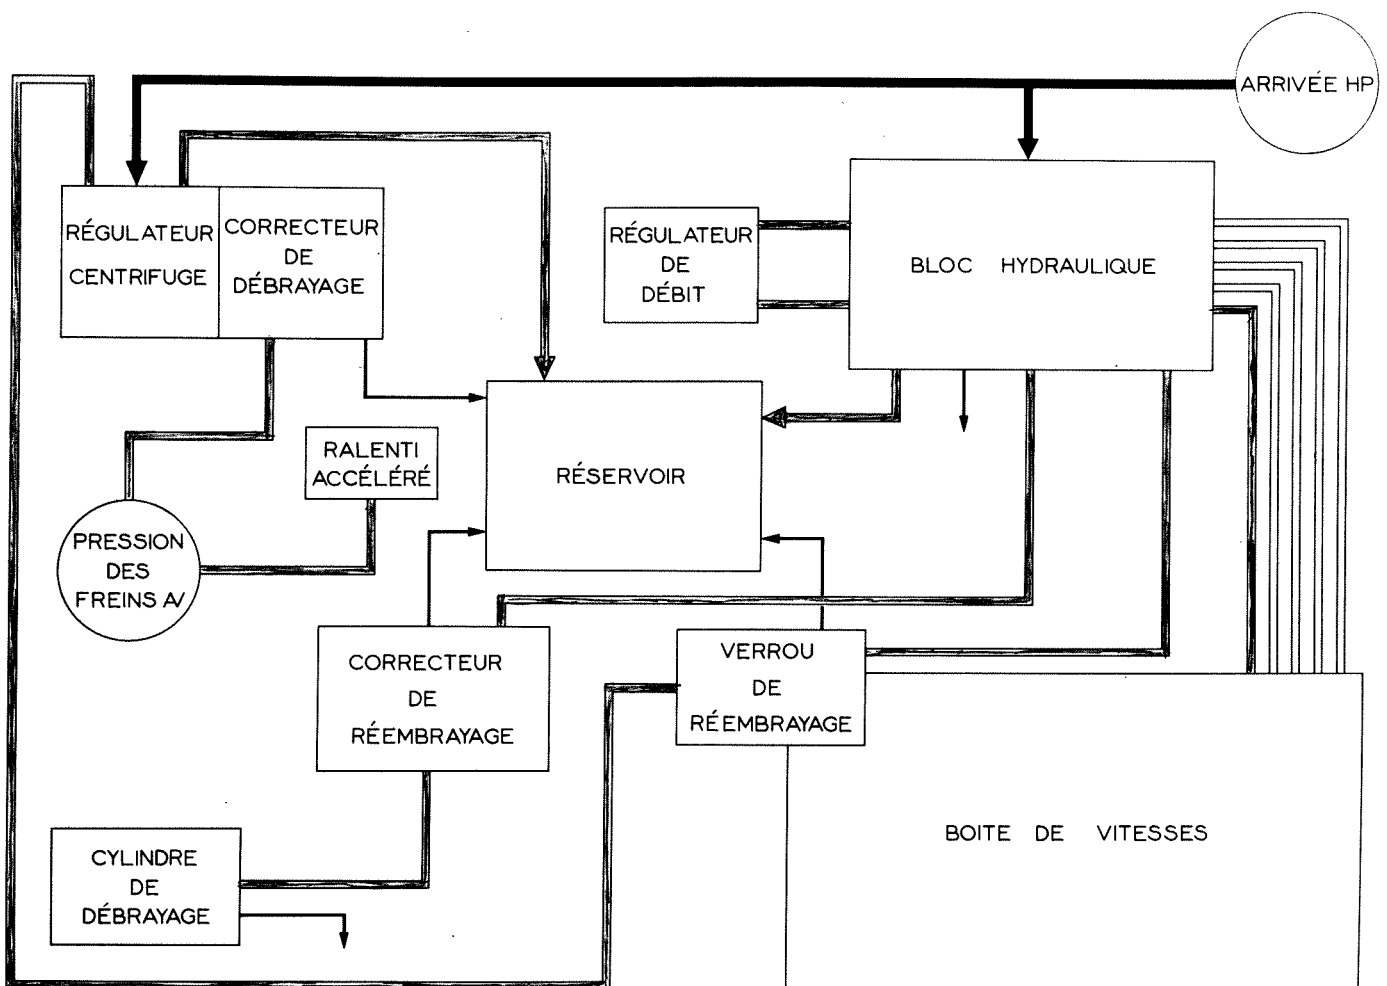 ARRIVÉE HP
RÉGULATEUR
CENTRIFUGE
CORRECTEUR
DE
DÉBRAYAGE
RÉGULATEUR
DE
DÉBIT
BLOC HYDRAULIQUE
RALENTI
ACCÉLÉRÉ
RÉSERVOIR
PRESSION
DES
FREINS AV
CORRECTEUR
DE
RÉEMBRAYAGE
VERROU
DE
RÉEMBRAYAGE
CYLINDRE
DE
DÉBRAYAGE
BOITE DE VITESSES